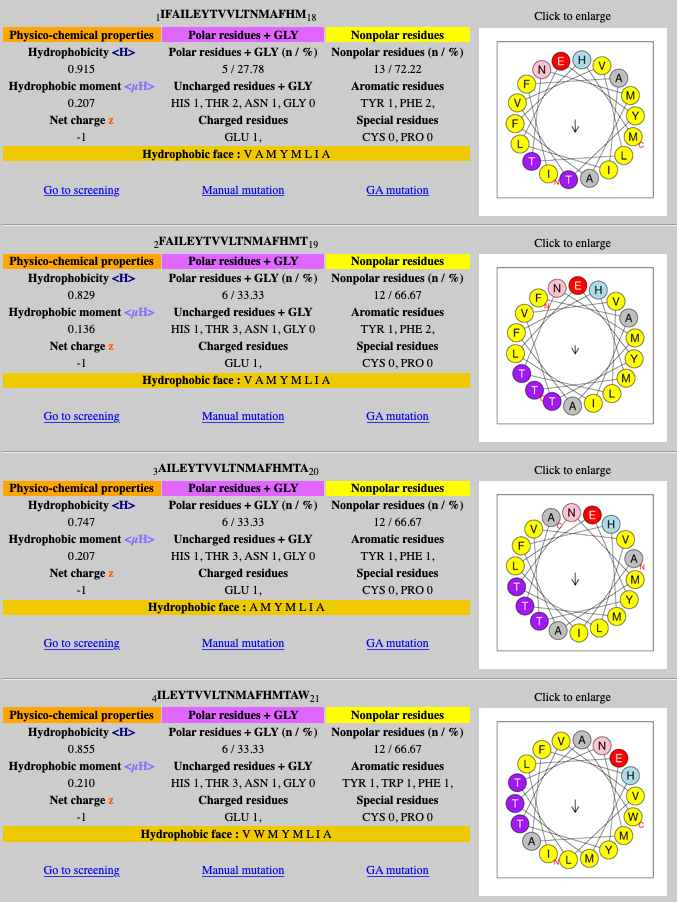 1IFAILEYTVVLTNMAFHM18 Click to enlarge
Physico-chemical properties Polar residues + GLY Nonpolar residues
Hydrophobicity <H> Polar residues + GLY (n / %) Nonpolar residues (n / %)
0.915 5 / 27.78 13 / 72.22
Hydrophobic moment <μH> Uncharged residues + GLY Aromatic residues
0.207 HIS 1, THR 2, ASN 1, GLY 0 TYR 1, PHE 2,
Net charge z Charged residues Special residues
-1 GLU 1, CYS 0, PRO 0
Hydrophobic face : V A M Y M L I A
Go to screening Manual mutation GA mutation
E H V A M Y M C L I A T I N T L F V F N
2FAILEYTVVLTNMAFHMT19 Click to enlarge
Physico-chemical properties Polar residues + GLY Nonpolar residues
Hydrophobicity <H> Polar residues + GLY (n / %) Nonpolar residues (n / %)
0.829 6 / 33.33 12 / 66.67
Hydrophobic moment <μH> Uncharged residues + GLY Aromatic residues
0.136 HIS 1, THR 3, ASN 1, GLY 0 TYR 1, PHE 2,
Net charge z Charged residues Special residues
-1 GLU 1, CYS 0, PRO 0
Hydrophobic face : V A M Y M L I A
Go to screening Manual mutation GA mutation
E H V A M Y M L I A T T C T L F V F N N
3AILEYTVVLTNMAFHMTA20 Click to enlarge
Physico-chemical properties Polar residues + GLY Nonpolar residues
Hydrophobicity <H> Polar residues + GLY (n / %) Nonpolar residues (n / %)
0.747 6 / 33.33 12 / 66.67
Hydrophobic moment <μH> Uncharged residues + GLY Aromatic residues
0.207 HIS 1, THR 3, ASN 1, GLY 0 TYR 1, PHE 1,
Net charge z Charged residues Special residues
-1 GLU 1, CYS 0, PRO 0
Hydrophobic face : A M Y M L I A
Go to screening Manual mutation GA mutation
N E H V A N M Y M L I A T T T L F V A C
4ILEYTVVLTNMAFHMTAW21 Click to enlarge
Physico-chemical properties Polar residues + GLY Nonpolar residues
Hydrophobicity <H> Polar residues + GLY (n / %) Nonpolar residues (n / %)
0.855 6 / 33.33 12 / 66.67
Hydrophobic moment <μH> Uncharged residues + GLY Aromatic residues
0.210 HIS 1, THR 3, ASN 1, GLY 0 TYR 1, TRP 1, PHE 1,
Net charge z Charged residues Special residues
-1 GLU 1, CYS 0, PRO 0
Hydrophobic face : V W M Y M L I A
Go to screening Manual mutation GA mutation
A N E H V W C M Y M L I N A T T T L F V